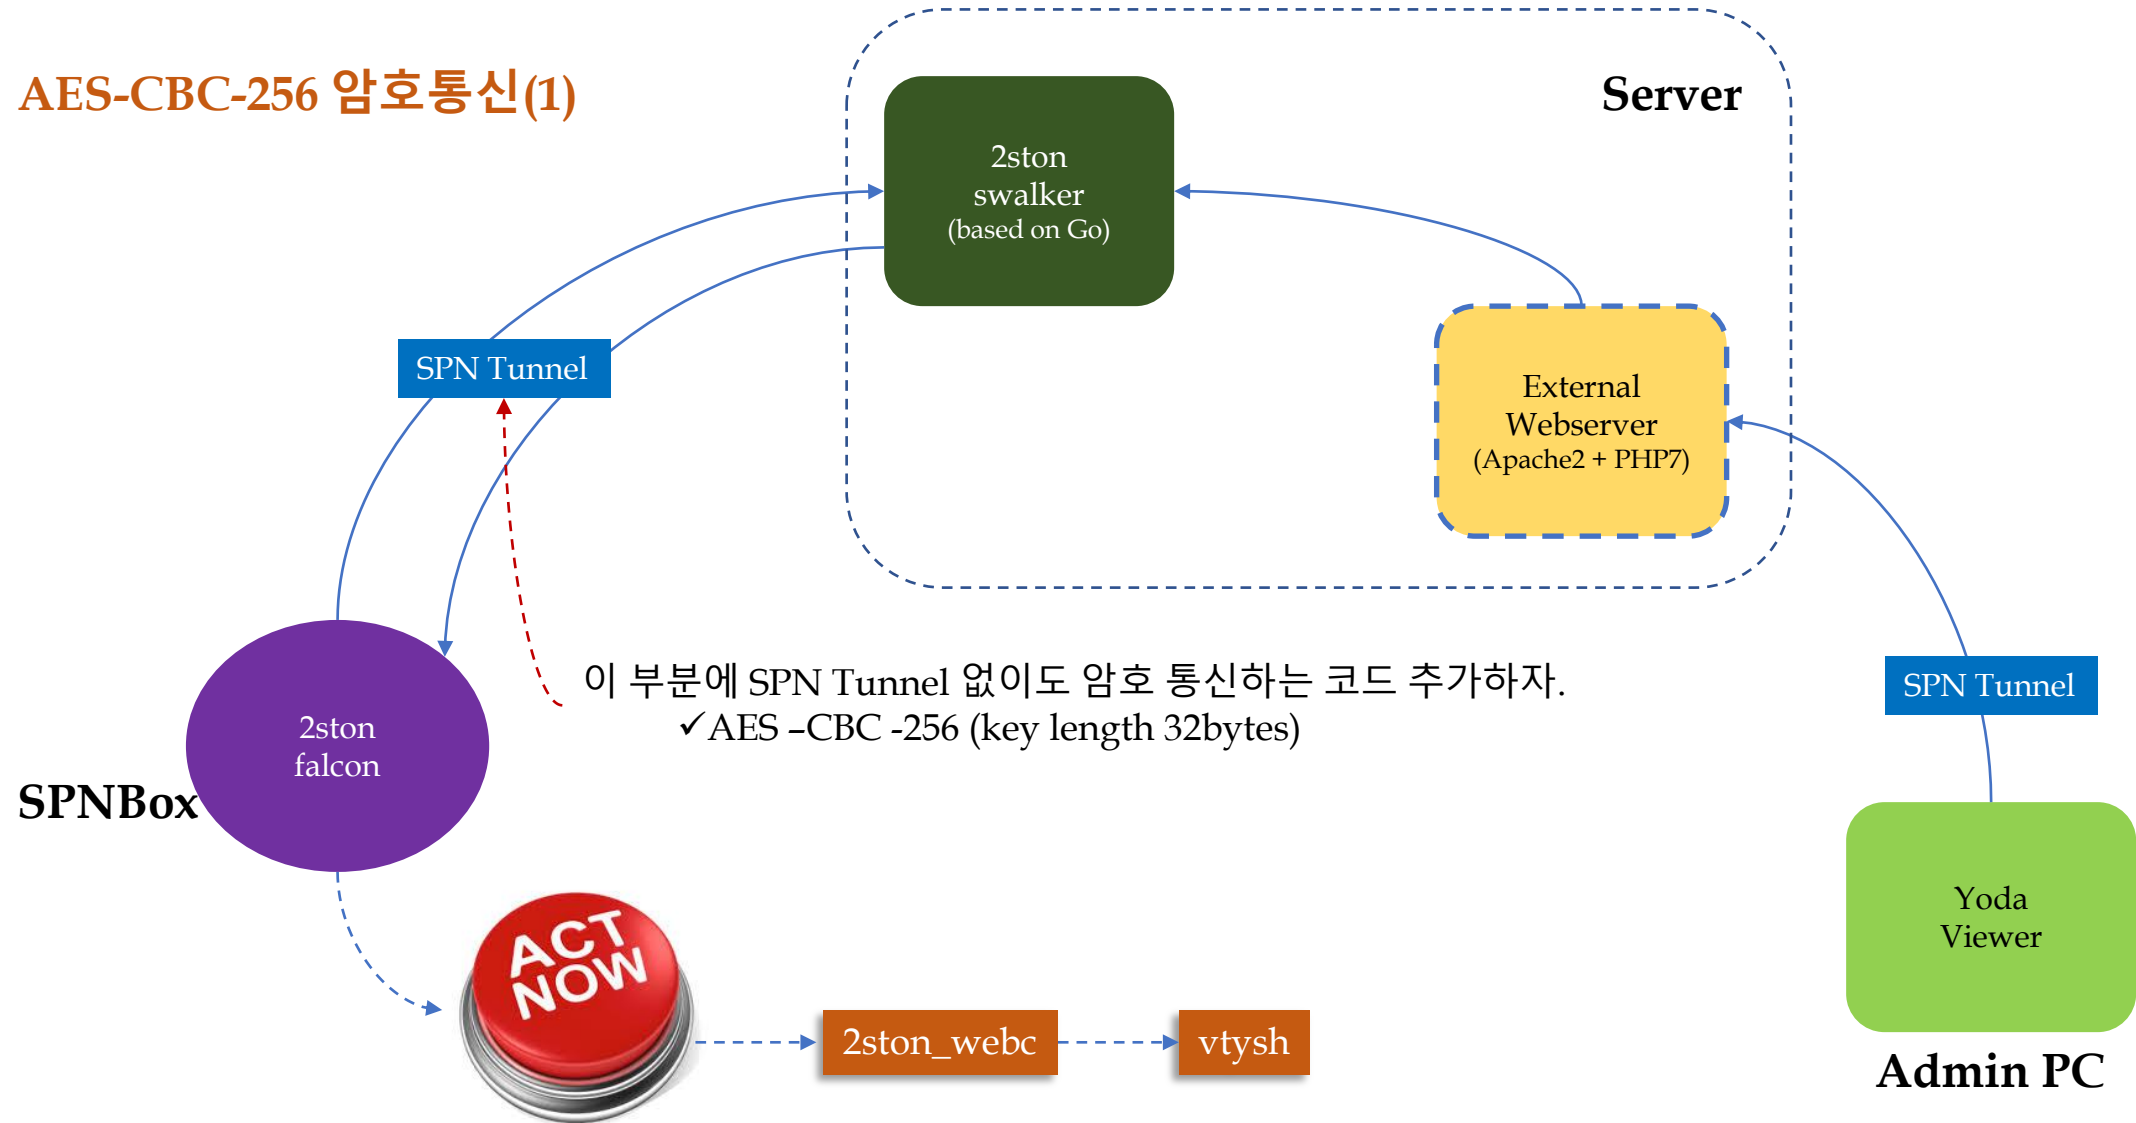 AES-CBC-256 암호통신(1)
Server
2ston
swalker
(based on Go)
SPN Tunnel
External
Webserver
(Apache2 + PHP7)
이 부분에 SPN Tunnel 없이도 암호 통신하는 코드 추가하자.
✓AES –CBC -256 (key length 32bytes)
SPN Tunnel
2ston
falcon
SPNBox
Yoda
Viewer
Admin PC
ACT
NOW
2ston_webc
vtysh